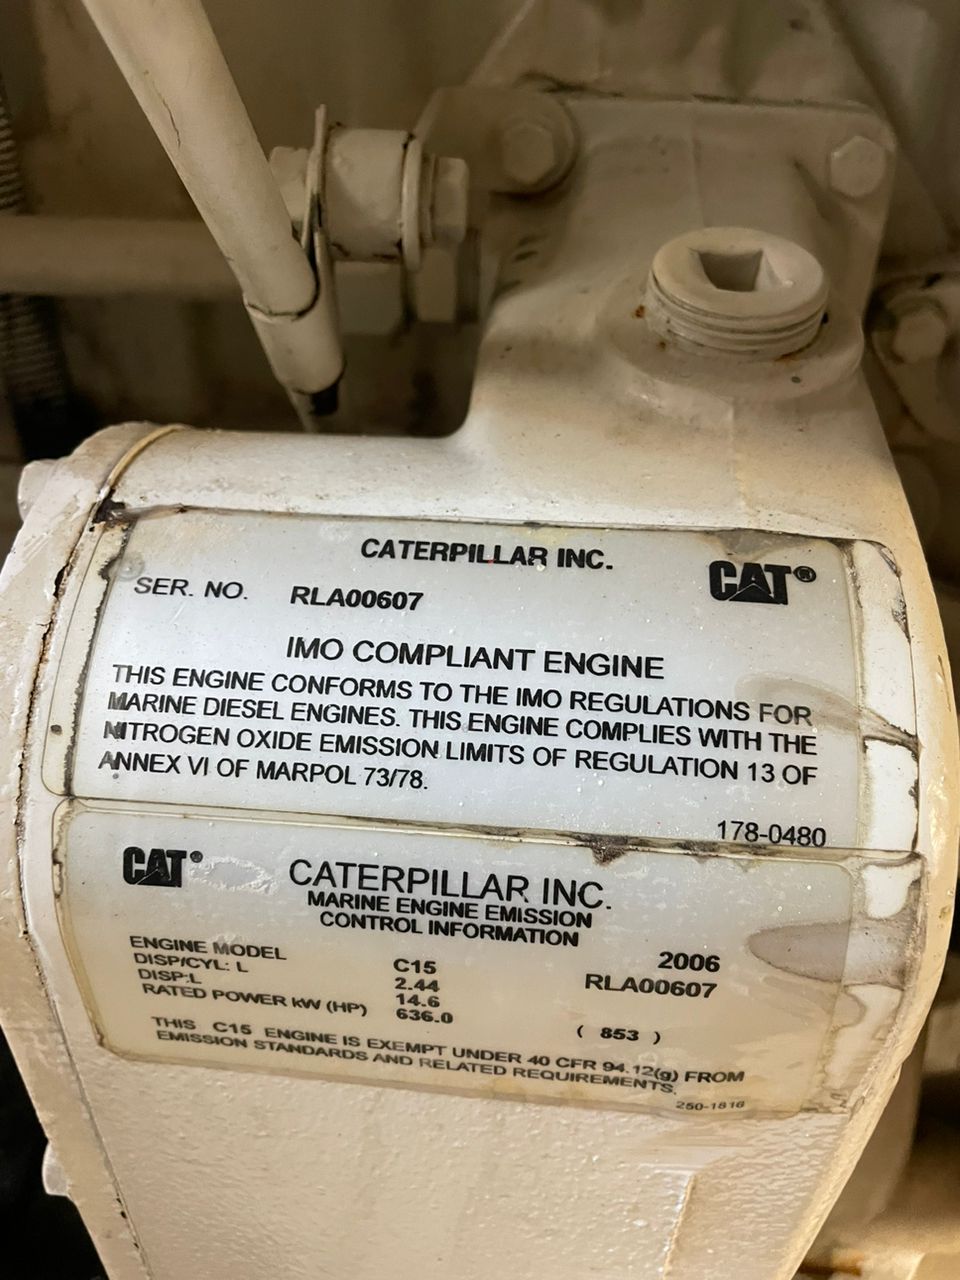 CATERPILLAR INC.
CAT®
SER. NO. RLA00607
IMO COMPLIANT ENGINE
THIS ENGINE CONFORMS TO THE IMO REGULATIONS FOR
MARINE DIESEL ENGINES. THIS ENGINE COMPLIES WITH THE
NITROGEN OXIDE EMISSION LIMITS OF REGULATION 13 OF
ANNEX VI OF MARPOL 73/78.
178-0480
CAT®
CATERPILLAR INC.
MARINE ENGINE EMISSION
CONTROL INFORMATION
ENGINE MODEL C15 2006
DISP/CYL: L 2.44 RLA00607
DISP:L 14.6
RATED POWER kW (HP) 636.0 ( 853 )
THIS C15 ENGINE IS EXEMPT UNDER 40 CFR 94.12(g) FROM
EMISSION STANDARDS AND RELATED REQUIREMENTS.
250-1816